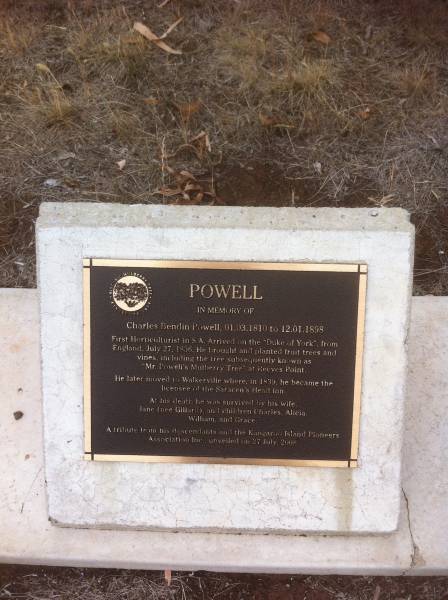 POWELL
IN MEMORY OF
Charles Bendin Powell, 01.03.1810 to 12.01.1898
First Horticulturist in S.A. Arrived on the "Duke of York", from
England, July 27, 1836. He brought and planted fruit trees and
vines, including the tree subsequently known as
"Mr. Powell's Mulberry Tree" at Reeves Point.
He later moved to Walkerville where, in 1839, he became the
licensee of the Saracen's Head Inn.
At his death he was survived by his wife,
Jane (nee Gillard), and children Charles, Alicia,
William, and Grace.
A tribute from his descendants and the Kangaroo Island Pioneers
Association Inc., unveiled on 27 July, 2008